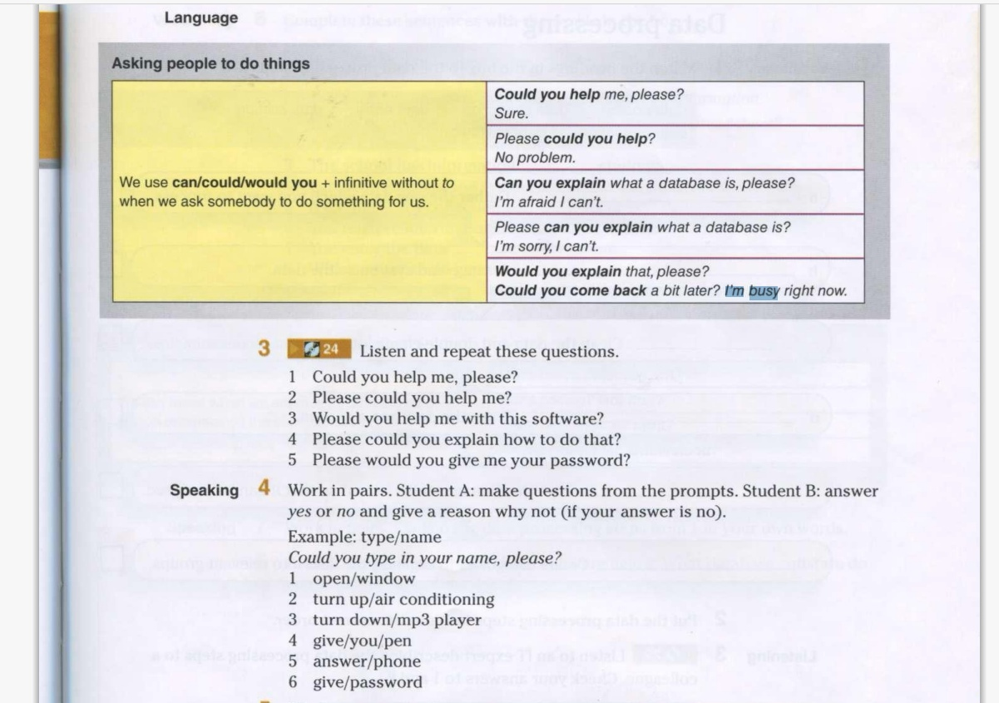 Language
Asking people to do things
We use can/could/would you + infinitive without to
when we ask somebody to do something for us.
Could you help me, please?
Sure.
Please could you help?
No problem.
Can you explain what a database is, please?
I'm afraid I can't.
Please can you explain what a database is?
I'm sorry, I can't.
Would you explain that, please?
Could you come back a bit later? I'm busy right now.
3 24 Listen and repeat these questions.
1 Could you help me, please?
2 Please could you help me?
3 Would you help me with this software?
4 Please could you explain how to do that?
5 Please would you give me your password?
Speaking 4 Work in pairs. Student A: make questions from the prompts. Student B: answer
yes or no and give a reason why not (if your answer is no).
Example: type/name
Could you type in your name, please?
1 open/window
2 turn up/air conditioning
3 turn down/mp3 player
4 give/you/pen
5 answer/phone
6 give/password